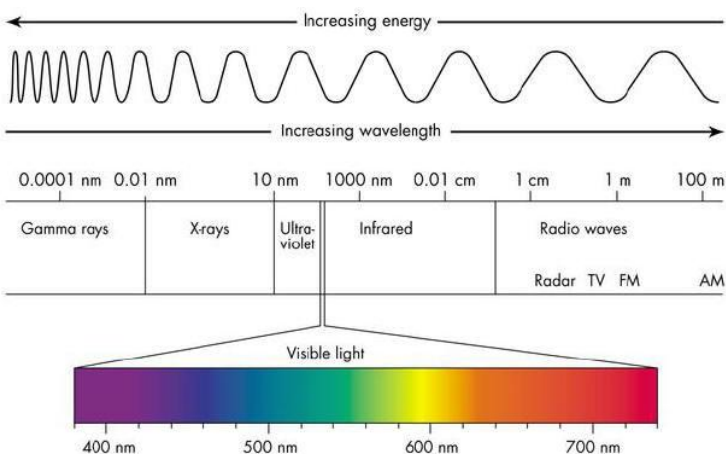 Increasing energy
Increasing wavelength
0.0001 nm 0.01 nm 10 nm 1000 nm 0.01 cm 1 cm 1 m 100 m
Gamma rays X-rays Ultra- Infrared Radio waves
violet
Radar TV FM AM
Visible light
400 nm 500 nm 600 nm 700 nm